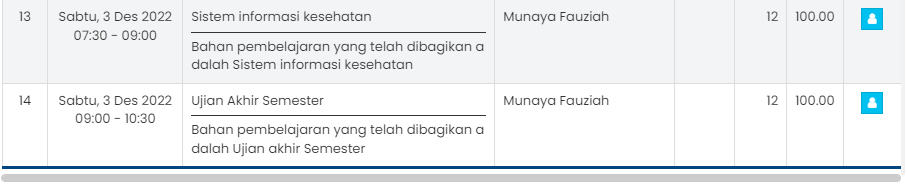 13
Sabtu, 3 Des 2022
07:30 - 09:00
Sistem informasi kesehatan
Bahan pembelajaran yang telah dibagikan a
dalah Sistem informasi kesehatan
Munaya Fauziah
12
100.00
14
Sabtu, 3 Des 2022
09:00 - 10:30
Ujian Akhir Semester
Bahan pembelajaran yang telah dibagikan a
dalah Ujian akhir Semester
Munaya Fauziah
12
100.00